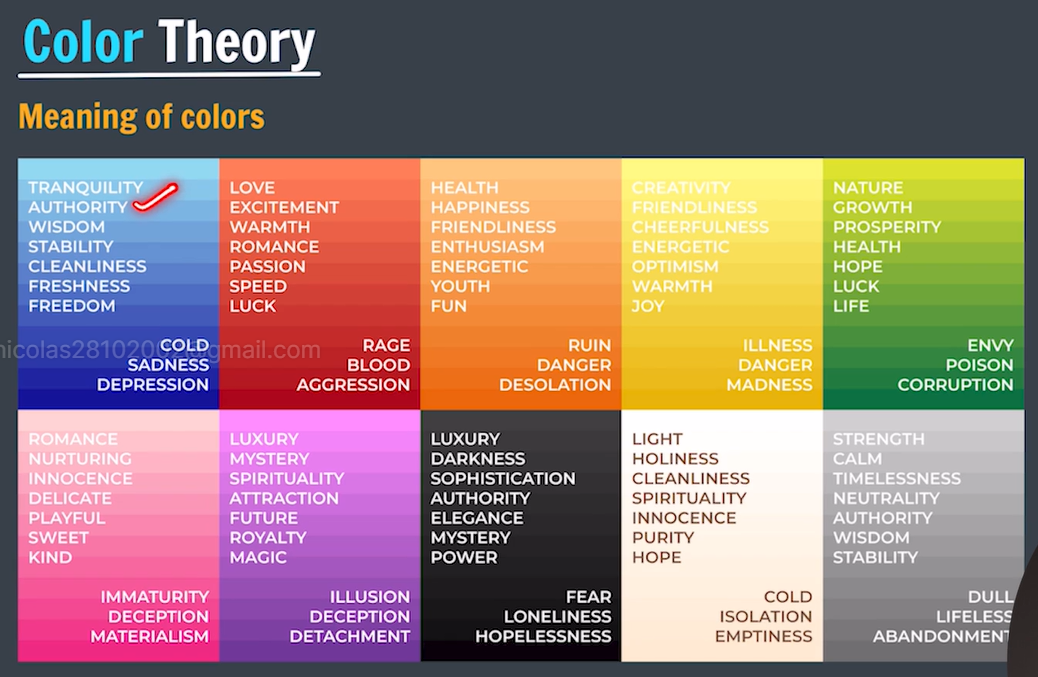 Color Theory
Meaning of colors
TRANQUILITY
AUTHORITY
WISDOM
STABILITY
CLEANLINESS
FRESHNESS
FREEDOM
COLD
SADNESS
DEPRESSION
LOVE
EXCITEMENT
WARMTH
ROMANCE
PASSION
SPEED
LUCK
RAGE
BLOOD
AGGRESSION
HEALTH
HAPPINESS
FRIENDLINESS
ENTHUSIASM
ENERGETIC
YOUTH
FUN
RUIN
DANGER
DESOLATION
CREATIVITY
FRIENDLINESS
CHEERFULNESS
ENERGETIC
OPTIMISM
WARMTH
JOY
ILLNESS
DANGER
MADNESS
NATURE
GROWTH
PROSPERITY
HEALTH
HOPE
LUCK
LIFE
ENVY
POISON
CORRUPTION
nicolas28102002@gmail.com
ROMANCE
NURTURING
INNOCENCE
DELICATE
PLAYFUL
SWEET
KIND
IMMATURITY
DECEPTION
MATERIALISM
LUXURY
MYSTERY
SPIRITUALITY
ATTRACTION
FUTURE
ROYALTY
MAGIC
ILLUSION
DECEPTION
DETACHMENT
LUXURY
DARKNESS
SOPHISTICATION
AUTHORITY
ELEGANCE
MYSTERY
POWER
FEAR
LONELINESS
HOPELESSNESS
LIGHT
HOLINESS
CLEANLINESS
SPIRITUALITY
INNOCENCE
PURITY
HOPE
COLD
ISOLATION
EMPTINESS
STRENGTH
CALM
TIMELESSNESS
NEUTRALITY
AUTHORITY
WISDOM
STABILITY
DULL
LIFELESS
ABANDONMENT